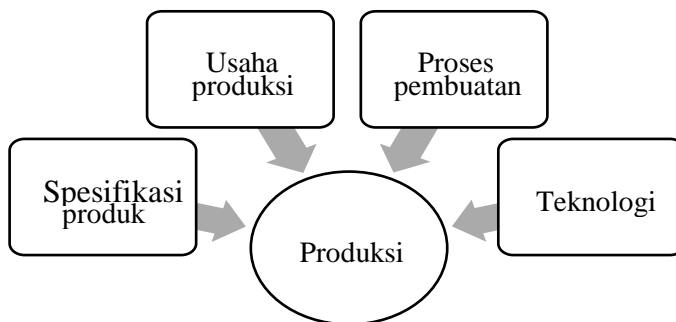 Usaha
produksi
Proses
pembuatan
Spesifikasi
produk
Teknologi
Produksi